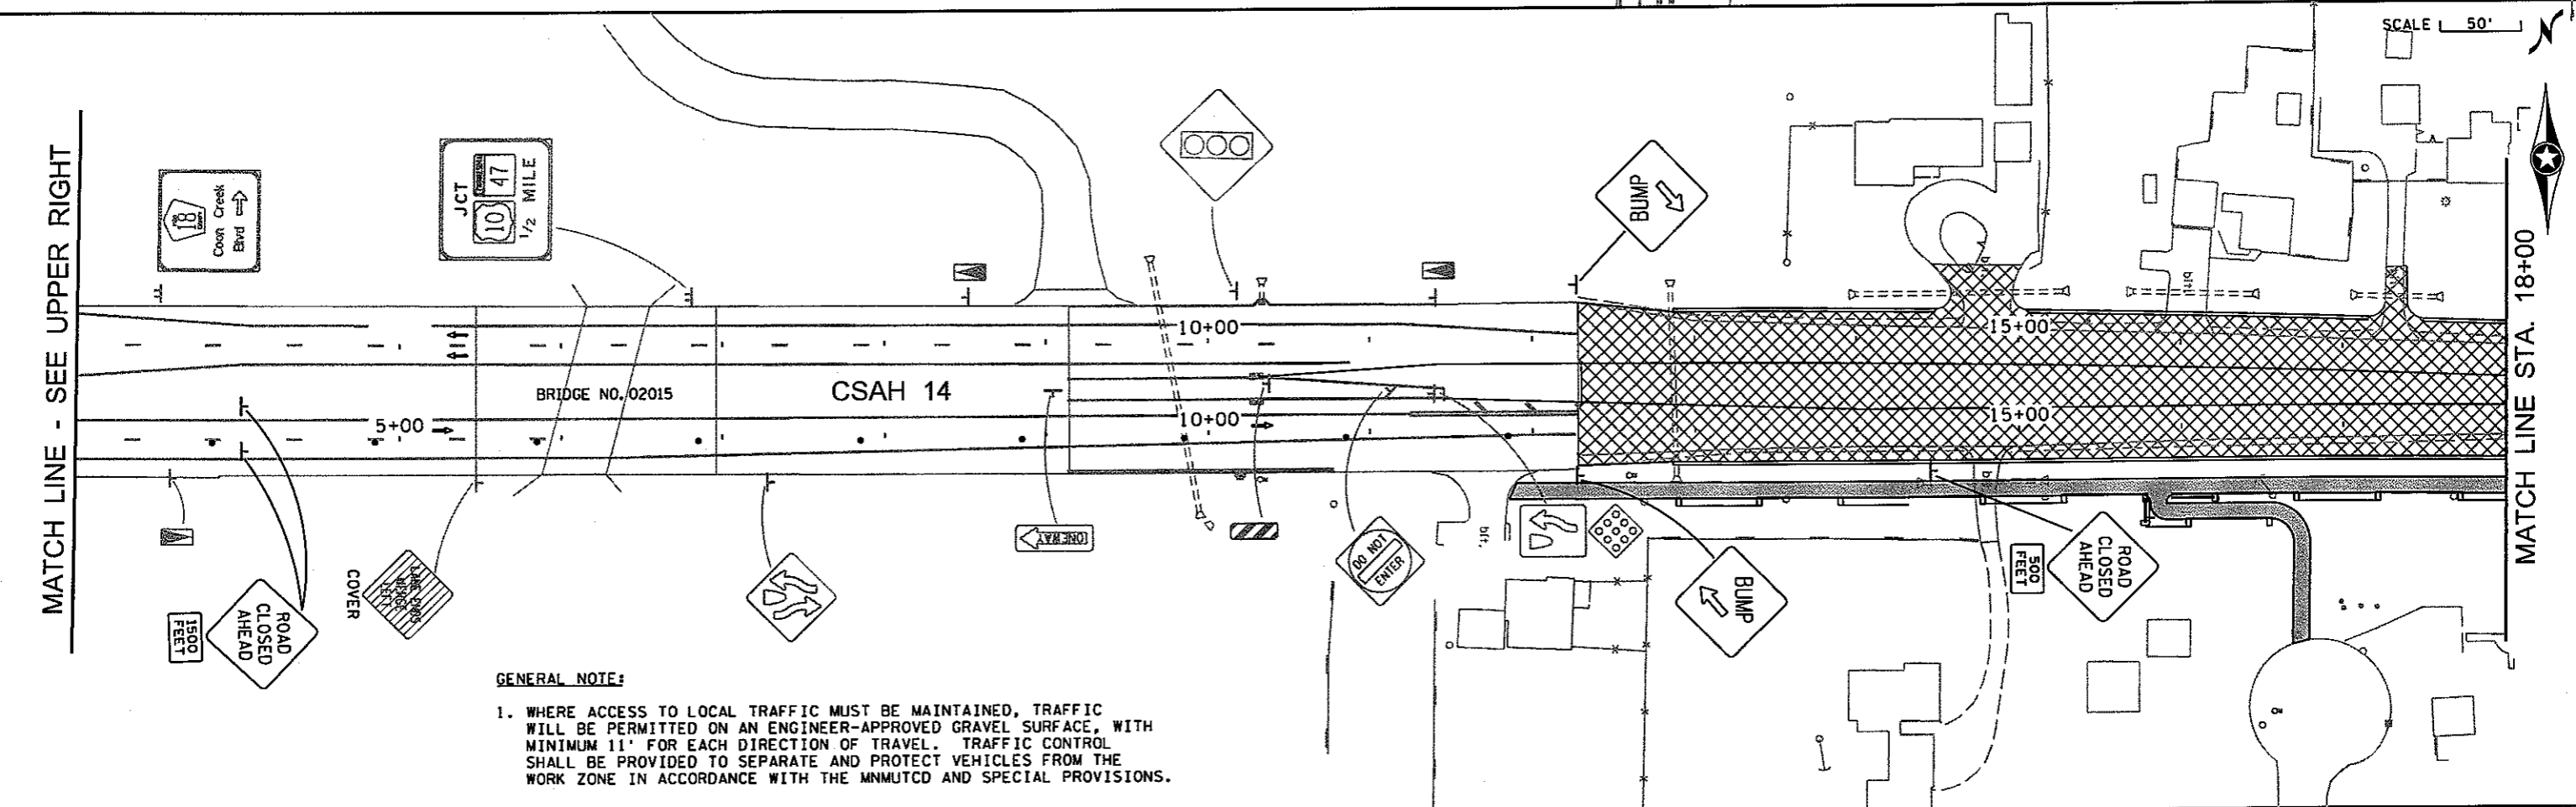 SCALE 50'
N
MATCH LINE - SEE UPPER RIGHT
18
Coon Creek
Blvd
JCT
47
10
1/2 MILE
BUMP
10+00
15+00
BRIDGE NO. 02015
CSAH 14
5+00
10+00
15+00
MATCH LINE STA. 18+00
1500
FEET
ROAD
CLOSED
AHEAD
COVER
LANE ENDS
MERGE
LEFT
ONE WAY
DO NOT
ENTER
bit.
BUMP
500
FEET
ROAD
CLOSED
AHEAD
GENERAL NOTE:
1. WHERE ACCESS TO LOCAL TRAFFIC MUST BE MAINTAINED, TRAFFIC
WILL BE PERMITTED ON AN ENGINEER-APPROVED GRAVEL SURFACE, WITH
MINIMUM 11' FOR EACH DIRECTION OF TRAVEL. TRAFFIC CONTROL
SHALL BE PROVIDED TO SEPARATE AND PROTECT VEHICLES FROM THE
WORK ZONE IN ACCORDANCE WITH THE MNMUTCD AND SPECIAL PROVISIONS.